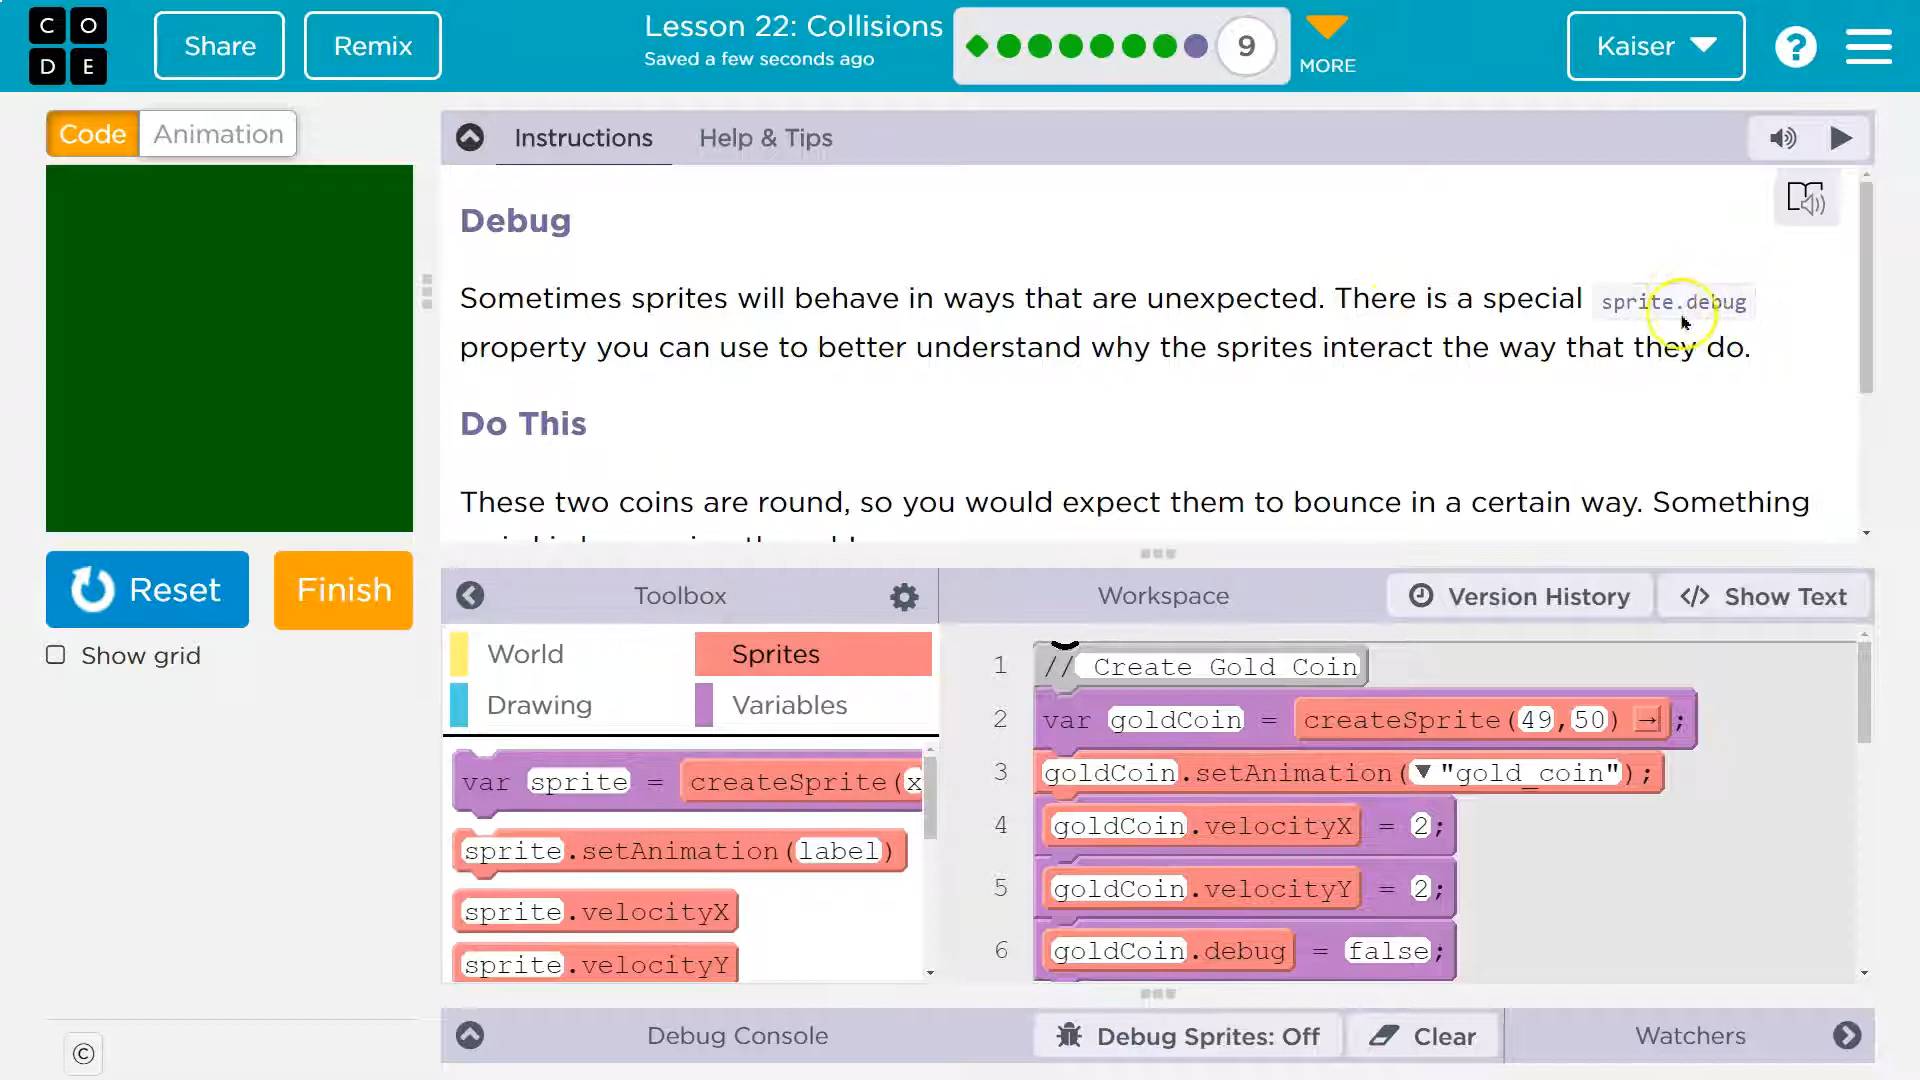 C O
D E
Share
Remix
Lesson 22: Collisions
Saved a few seconds ago
9
MORE
Kaiser
?
Code
Animation
Instructions
Help & Tips
Debug
Sometimes sprites will behave in ways that are unexpected. There is a special sprite.debug
property you can use to better understand why the sprites interact the way that they do.
Do This
These two coins are round, so you would expect them to bounce in a certain way. Something
Reset
Finish
Show grid
Toolbox
Workspace
Version History
</> Show Text
World
Sprites
Drawing
Variables
var sprite = createSprite(x
sprite.setAnimation(label)
sprite.velocityX
sprite.velocityY
1 // Create Gold Coin
2 var goldCoin = createSprite(49,50) → ;
3 goldCoin.setAnimation(▼"gold_coin");
4 goldCoin.velocityX = 2;
5 goldCoin.velocityY = 2;
6 goldCoin.debug = false;
©
Debug Console
Debug Sprites: Off
Clear
Watchers